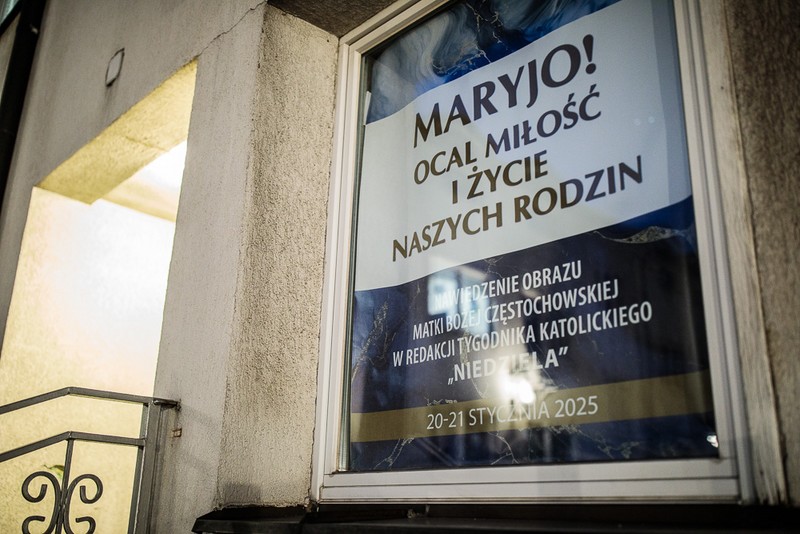 MARYJO!
OCAL MIŁOŚĆ
I ŻYCIE
NASZYCH RODZIN
NAWIEDZENIE OBRAZU
MATKI BOŻEJ CZĘSTOCHOWSKIEJ
W REDAKCJI TYGODNIKA KATOLICKIEGO
„NIEDZIELA”
20-21 STYCZNIA 2025